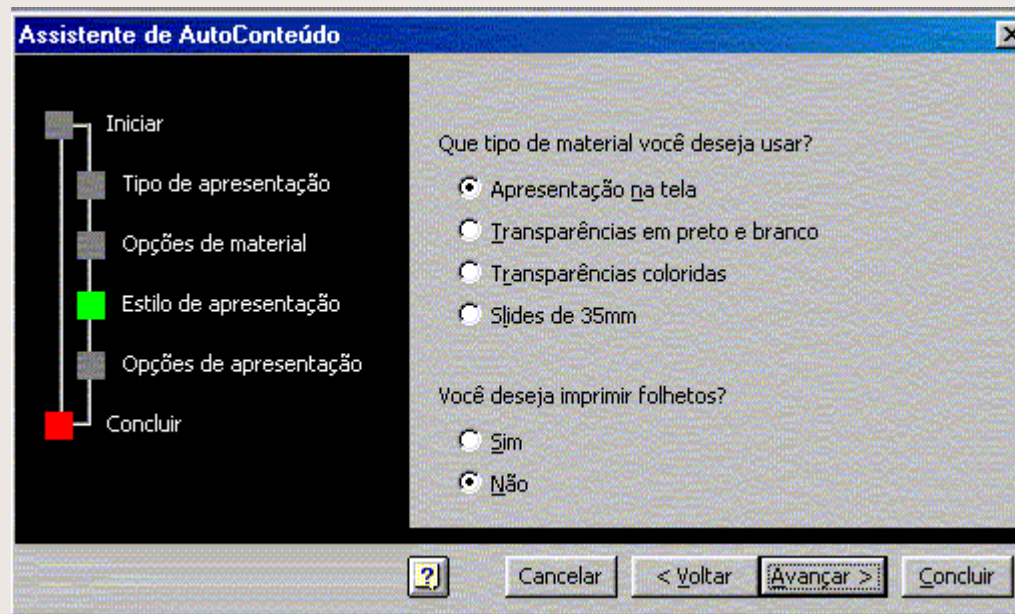 Assistente de AutoConteúdo
Iniciar
Tipo de apresentação
Opções de material
Estilo de apresentação
Opções de apresentação
Concluir
Que tipo de material você deseja usar?
Apresentação na tela
Transparências em preto e branco
Transparências coloridas
Slides de 35mm
Você deseja imprimir folhetos?
Sim
Não
? Cancelar < Voltar Avançar > Concluir